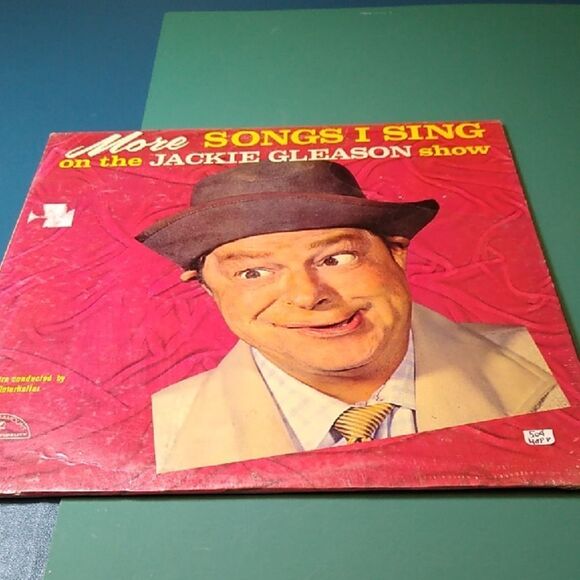 More SONGS I SING
on the JACKIE GLEASON show
conducted by